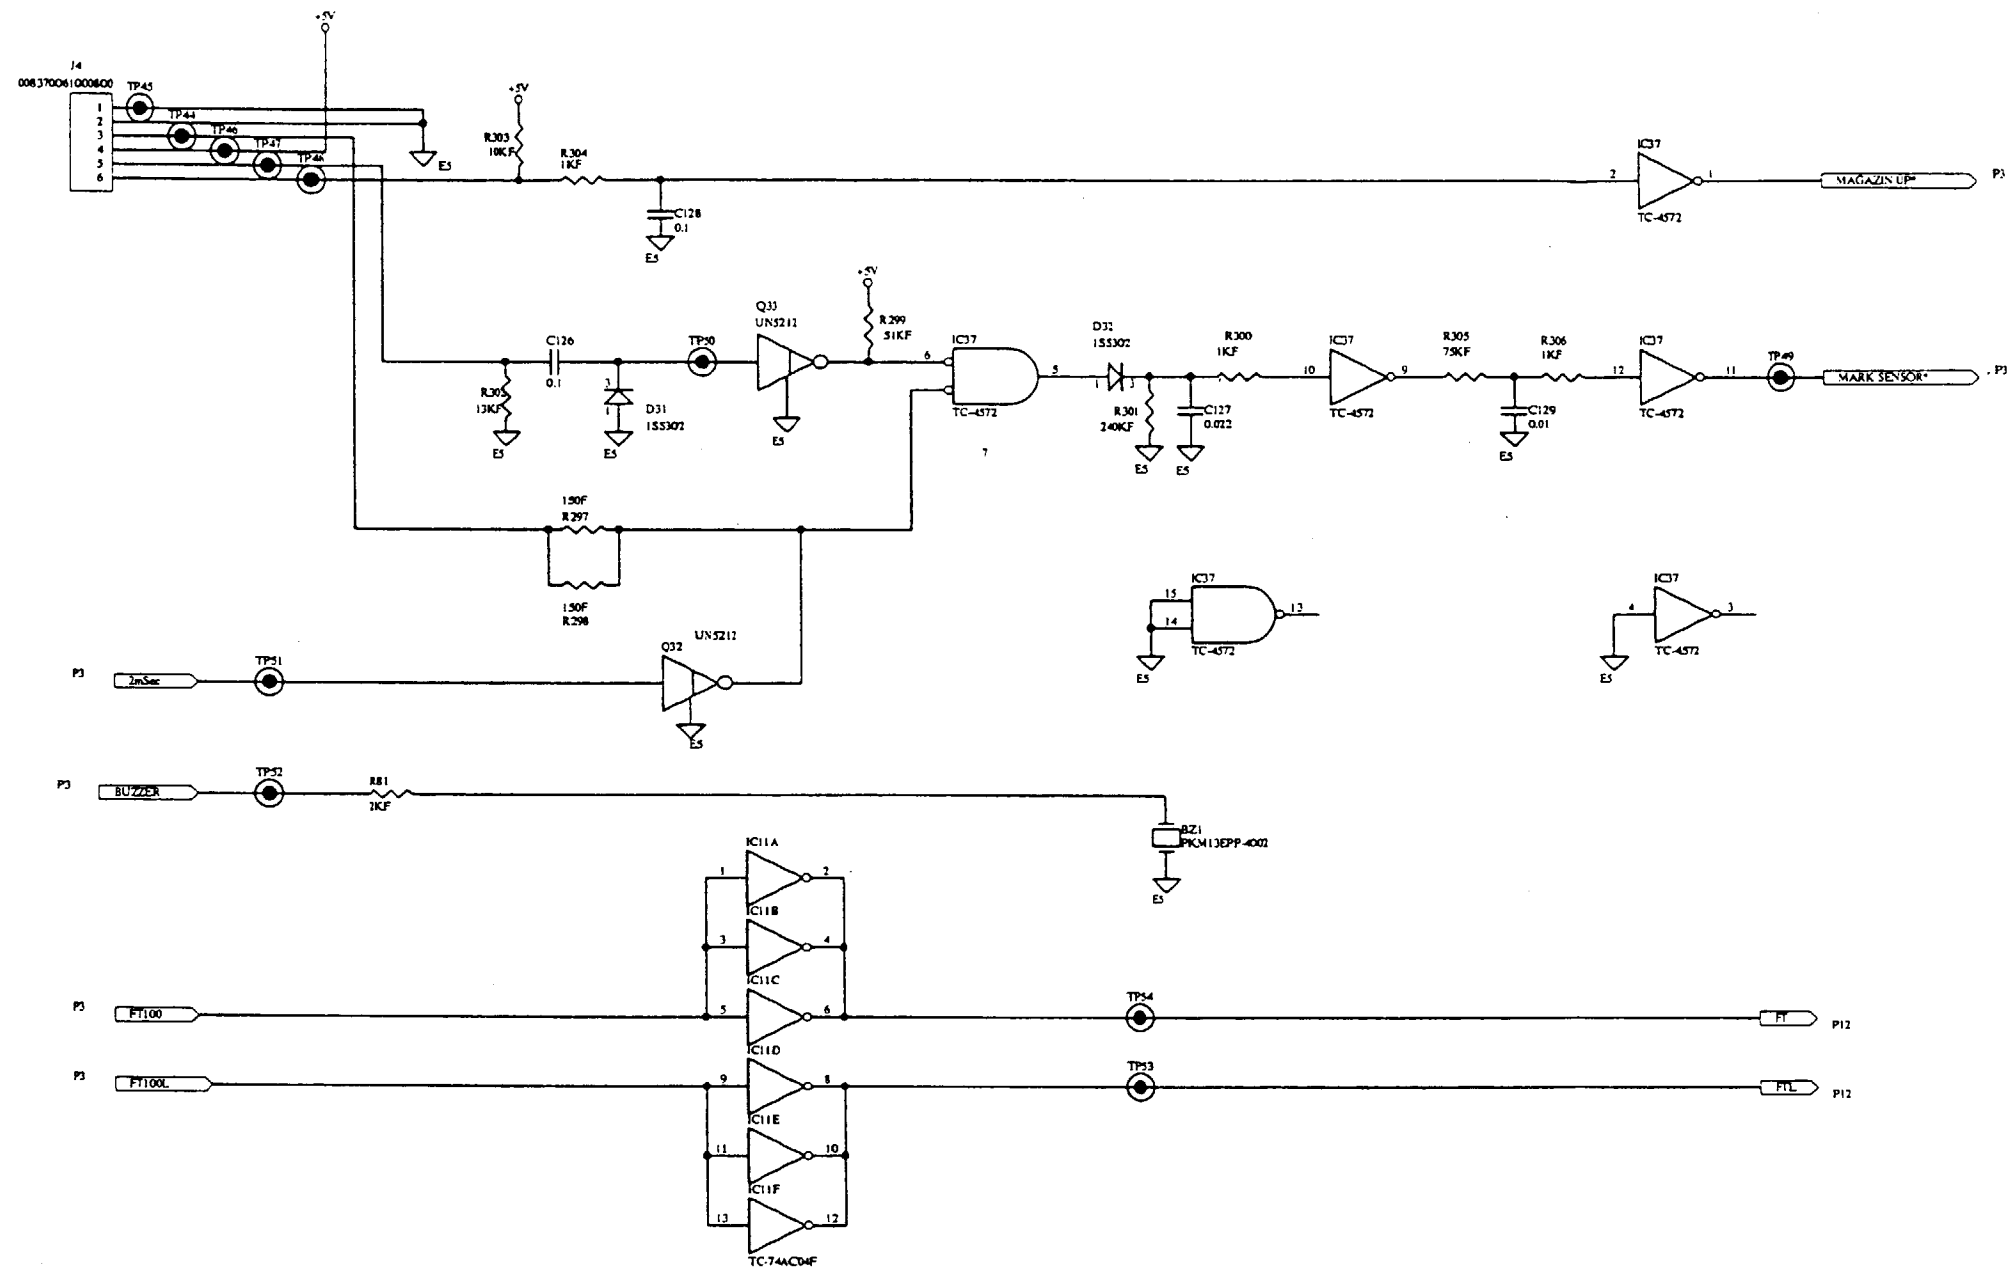 +5V
J4
008370061000800
TP45
1
2
3
4
5
6
TP44
TP46
TP47
E5
+5V
R303
10KF
R304
1KF
C128
0.1
E5
IC37
2
1
TC-4572
MAGAZIN UP*
P3
+5V
R299
51KF
Q33
UN5212
C126
0.1
TP50
3
1
D31
1SS302
13KF
E5
E5
E5
IC37
6
5
TC-4572
7
D32
1SS302
1
3
R300
1KF
R301
240KF
C127
0.022
E5
E5
IC37
10
9
TC-4572
R305
75KF
R306
1KF
C129
0.01
E5
IC37
12
11
TC-4572
TP49
MARK SENSOR*
P3
150F
R297
150F
R298
UN5212
Q32
E5
P3
2mSec
TP51
IC37
15
14
13
TC-4572
E5
IC37
4
3
TC-4572
E5
P3
BUZZER
TP52
R81
2KF
BZ1
PKM13EPP-4002
E5
IC11A
1
2
IC11B
3
4
IC11C
P3
FT100
5
6
TP54
FT
P12
IC11D
P3
FT100L
9
8
TP53
FTL
P12
IC11E
11
10
IC11F
13
12
TC-74AC04F